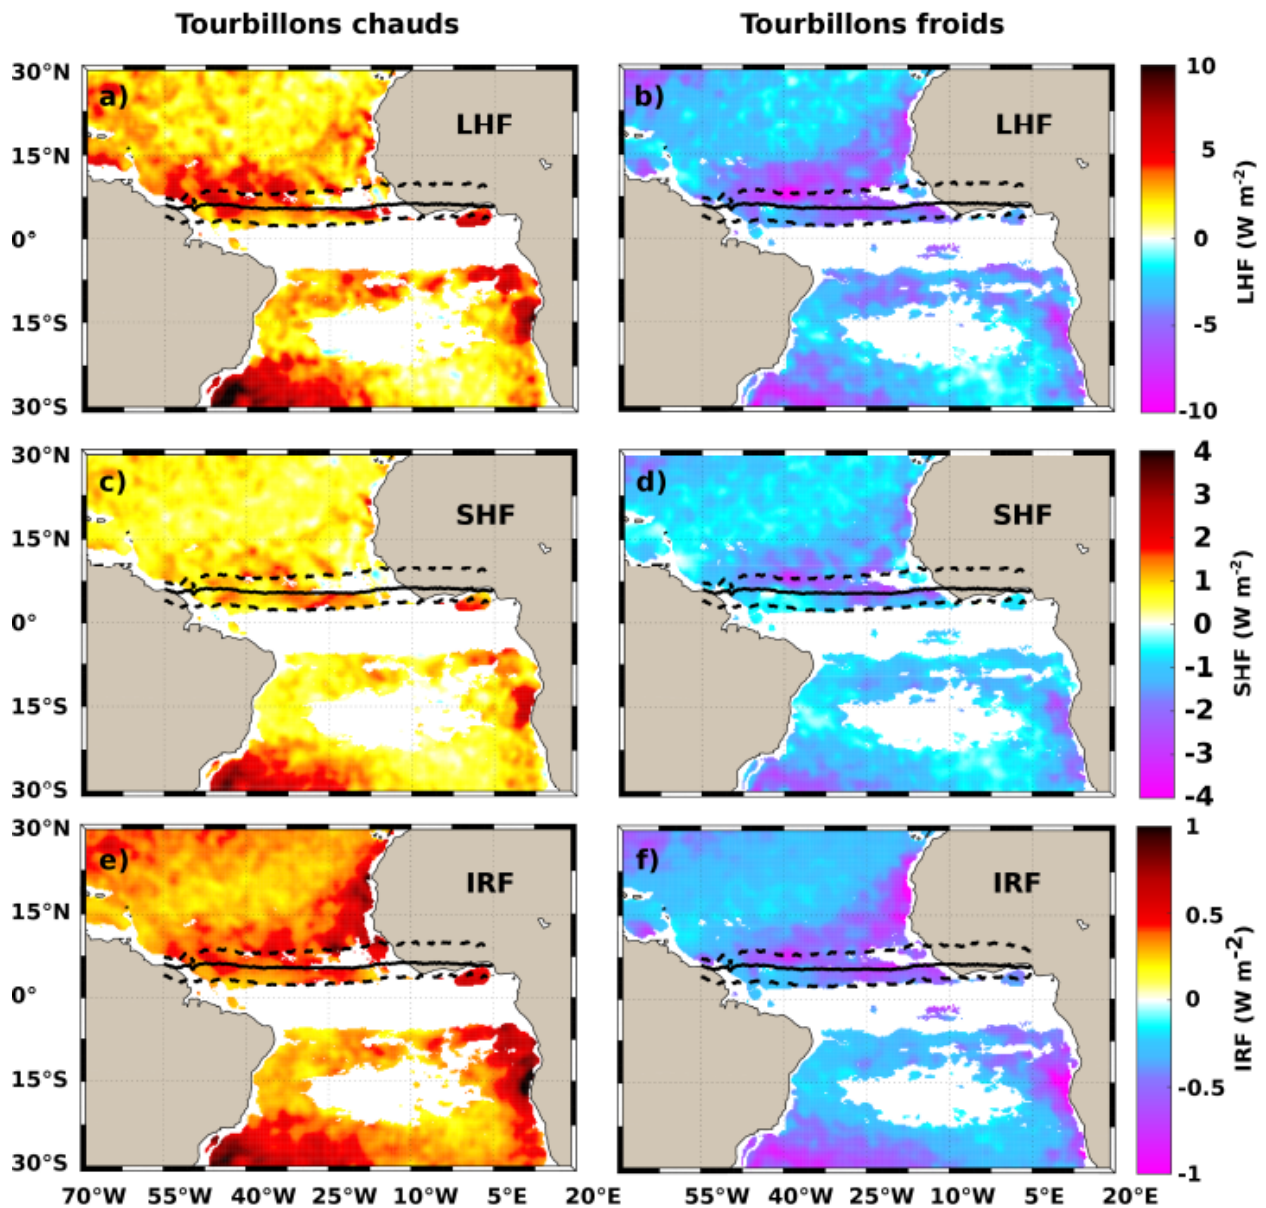 Tourbillons chauds Tourbillons froids
30°N a) LHF b) LHF 10
15°N 5
0° 0 LHF (W m-2)
15°S -5
30°S -10
30°N c) SHF d) SHF 4
3
15°N 2
1
0° 0 SHF (W m-2)
-1
15°S -2
-3
30°S -4
30°N e) IRF f) IRF 1
15°N 0.5
0° 0 IRF (W m-2)
15°S -0.5
30°S -1
70°W 55°W 40°W 25°W 10°W 5°E 20°E 55°W 40°W 25°W 10°W 5°E 20°E